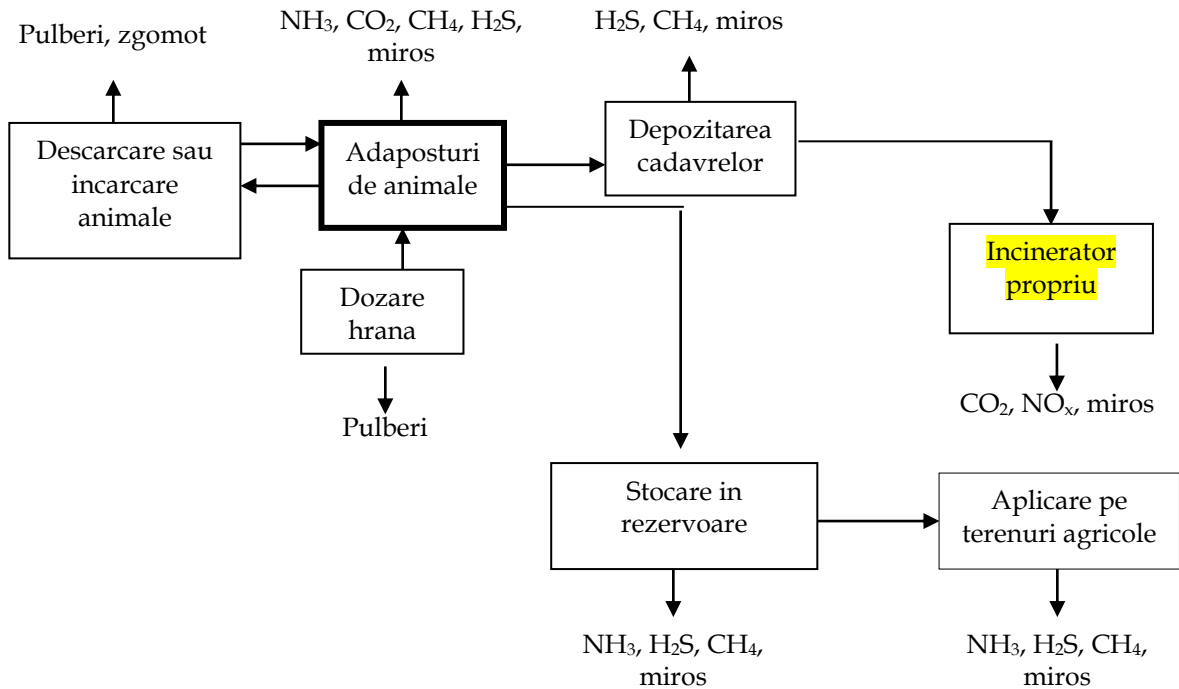 Pulberi, zgomot
NH₃, CO₂, CH₄, H₂S,
miros
H₂S, CH₄, miros
Descarcare sau
incarcare
animale
Adaposturi
de animale
Depozitarea
cadavrelor
Incinerator
propriu
Dozare
hrana
Pulberi
CO₂, NOₓ, miros
Stocare in
rezervoare
Aplicare pe
terenuri agricole
NH₃, H₂S, CH₄,
miros
NH₃, H₂S, CH₄,
miros